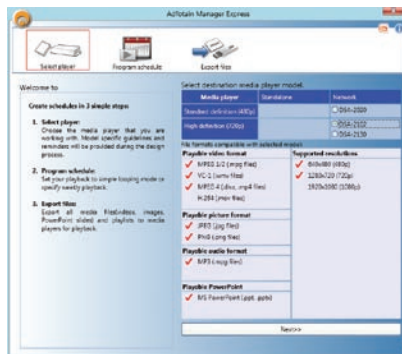 Adfotain Manager Express
Select player
Program schedule
Export files
Welcome to
Create schedules in 3 simple steps:
1. Select player:
Choose the media player that you are working with. Model specific guidelines and reminders will be provided during the design process.
2. Program schedule:
Set your playback to simple looping mode or specify weekly playback.
3. Export files:
Export all media files(videos, images, PowerPoint slides) and playlists to media players for playback.
Select destination media player model.
Media player Standalone Network
Standard definition (480p) DSA-2020
High definition (720p) DSA-2102
DSA-2130
File formats compatible with selected model:
Playable video format
MPEG 1/2 (.mpg files)
VC-1 (.wmv files)
MPEG-4 (.divx, .mp4 files)
H.264 (.mov files)
Playable picture format
JPEG (.jpg files)
PNG (.png files)
Playable audio format
MP3 (.mpg files)
Playable PowerPoint
MS PowerPoint (.ppt, .pptx)
Supported resolutions
640x480 (480p)
1280x720 (720p)
1920x1080 (1080p)
Next>>